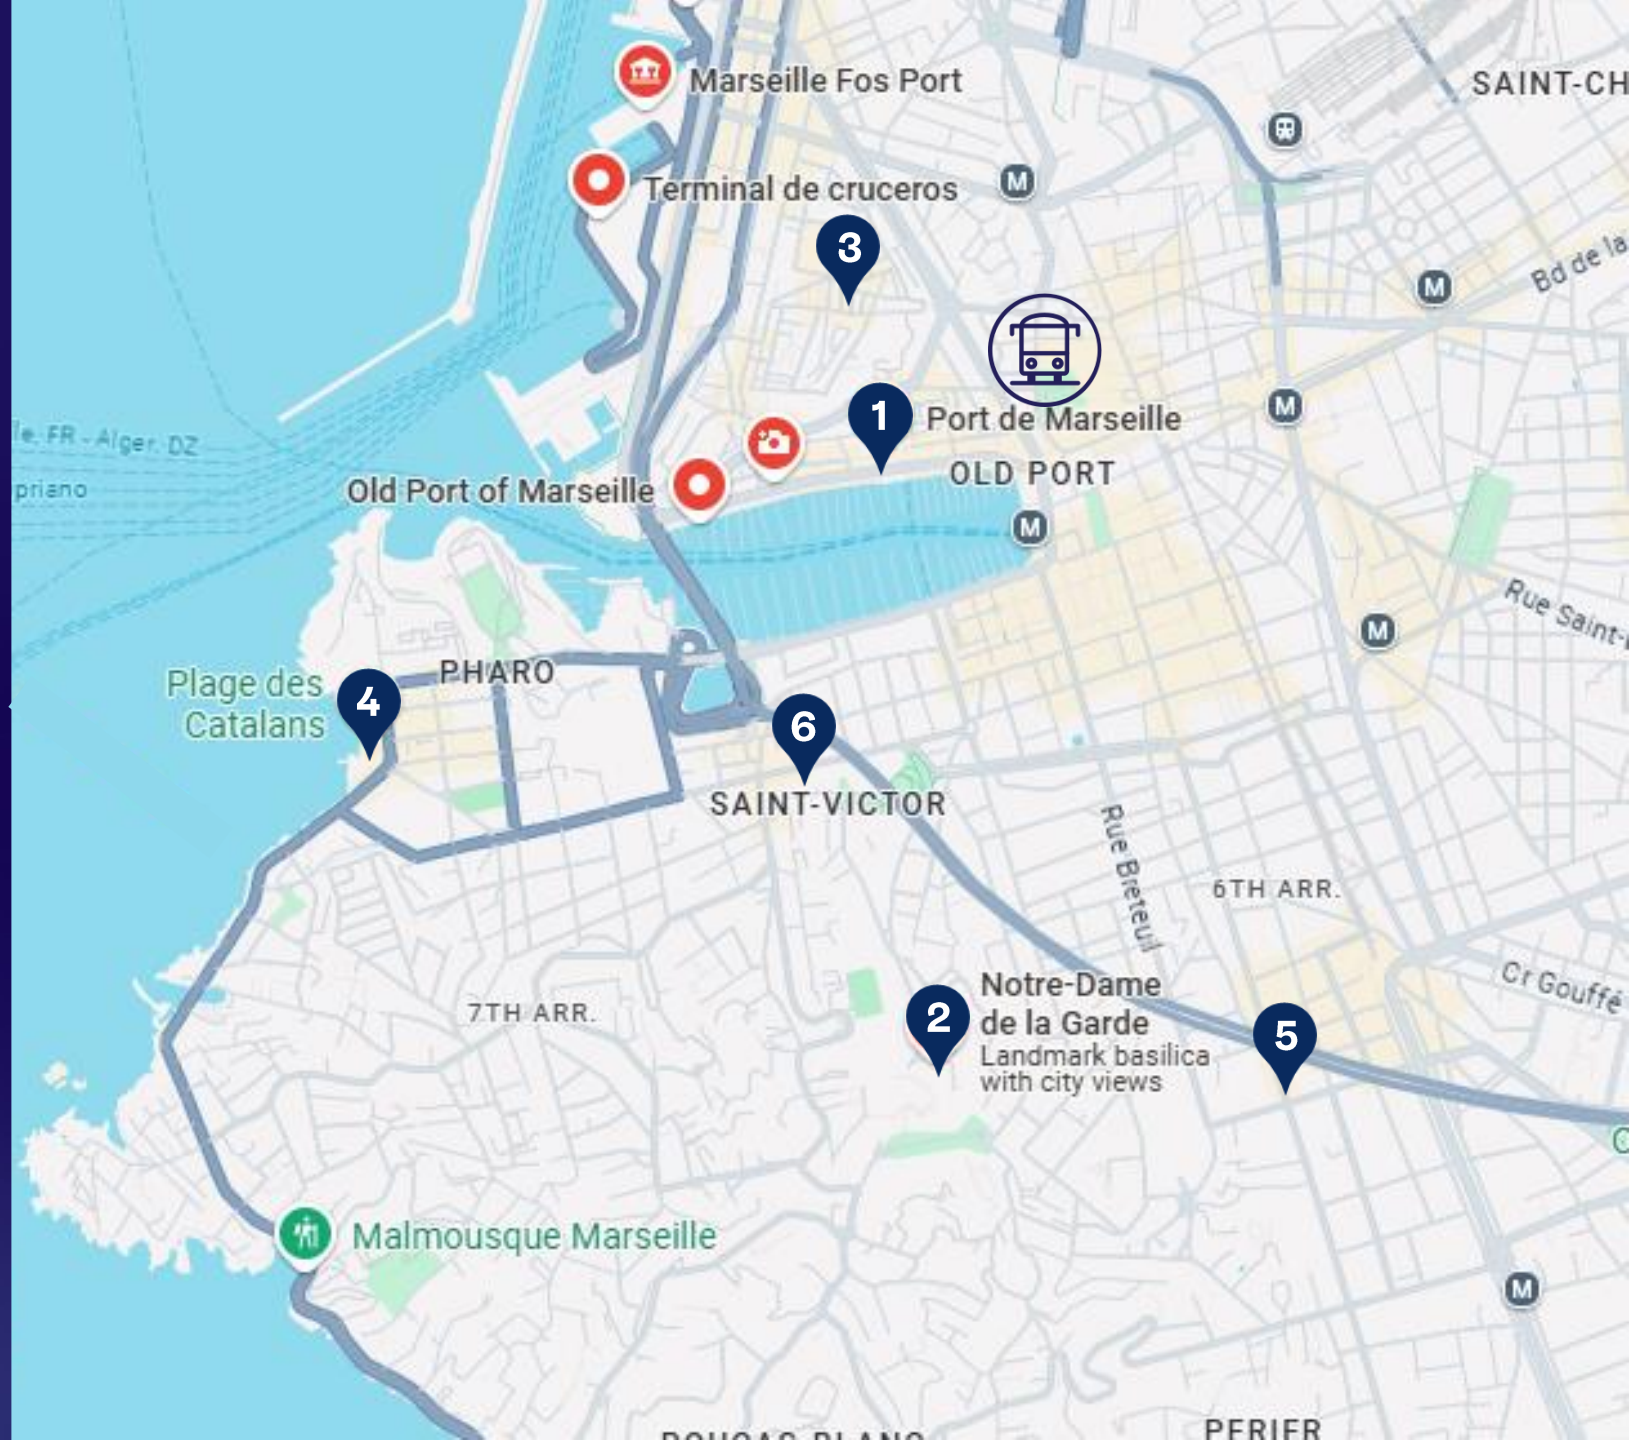 Marseille Fos Port
SAINT-CH
Terminal de cruceros
M
3
Bd de la
M
1
Port de Marseille
M
le, FR - Alger, DZ
OLD PORT
priano
Old Port of Marseille
M
Rue Saint-
M
PHARO
Plage des
Catalans
4
6
SAINT-VICTOR
Rue Breteuil
6TH ARR.
Cr Gouffé
Notre-Dame
de la Garde
Landmark basilica
with city views
2
5
7TH ARR.
C
Malmousque Marseille
M
PERIER